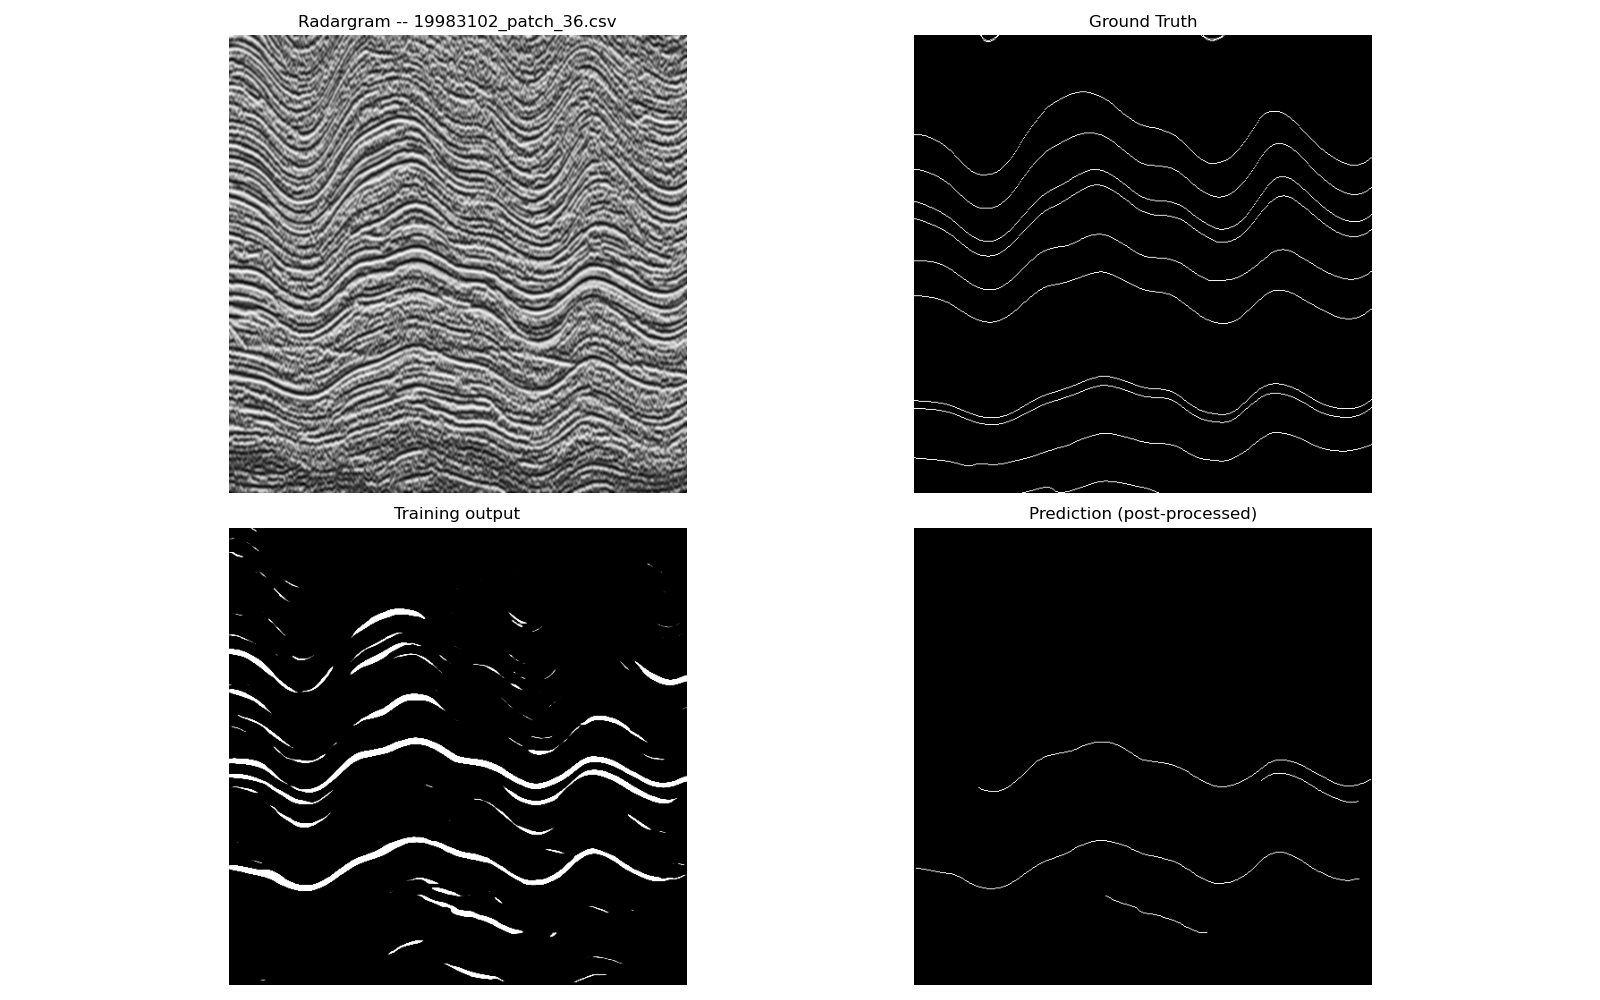 Radargram -- 19983102_patch_36.csv
Ground Truth
Training output
Prediction (post-processed)